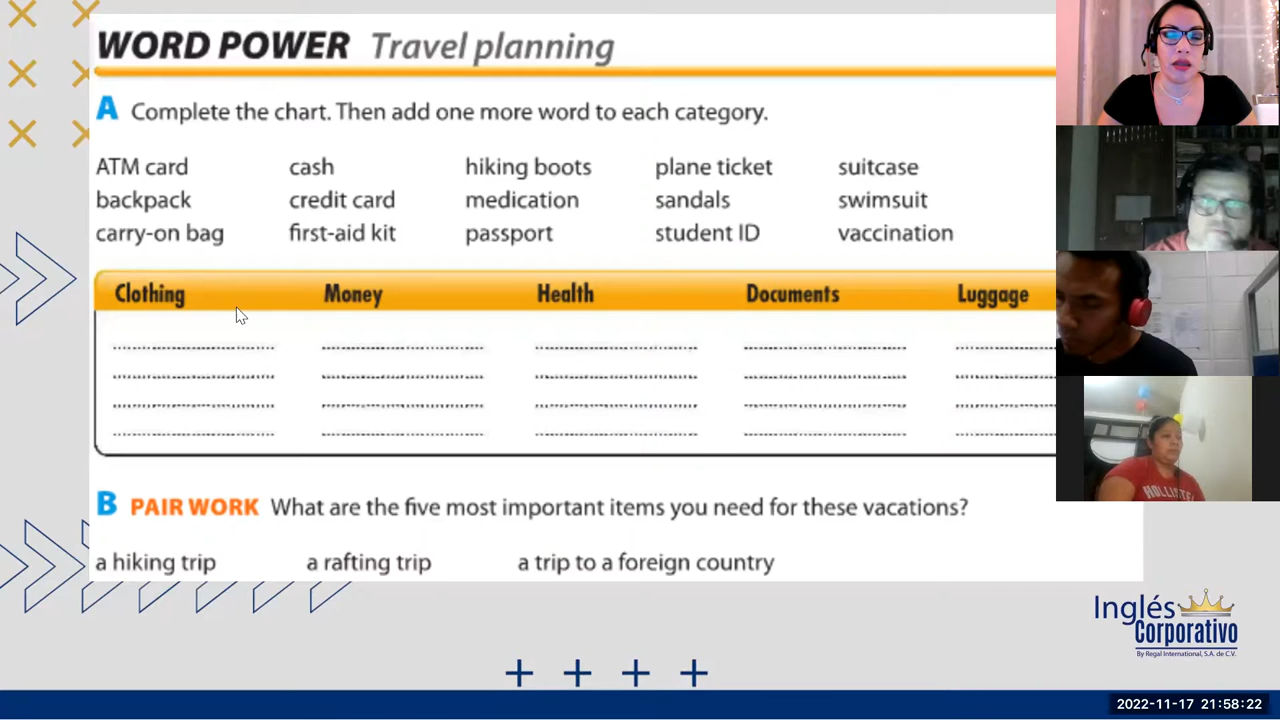 WORD POWER Travel planning
A Complete the chart. Then add one more word to each category.
ATM card cash hiking boots plane ticket suitcase
backpack credit card medication sandals swimsuit
carry-on bag first-aid kit passport student ID vaccination
Clothing Money Health Documents Luggage
B PAIR WORK What are the five most important items you need for these vacations?
a hiking trip a rafting trip a trip to a foreign country
HOLLISTER
Inglés
Corporativo
By Regal International, S.A. de C.V.
2022-11-17 21:58:22